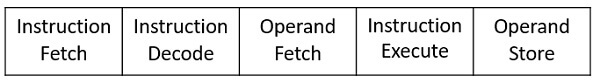 Instruction Fetch
Instruction Decode
Operand Fetch
Instruction Execute
Operand Store